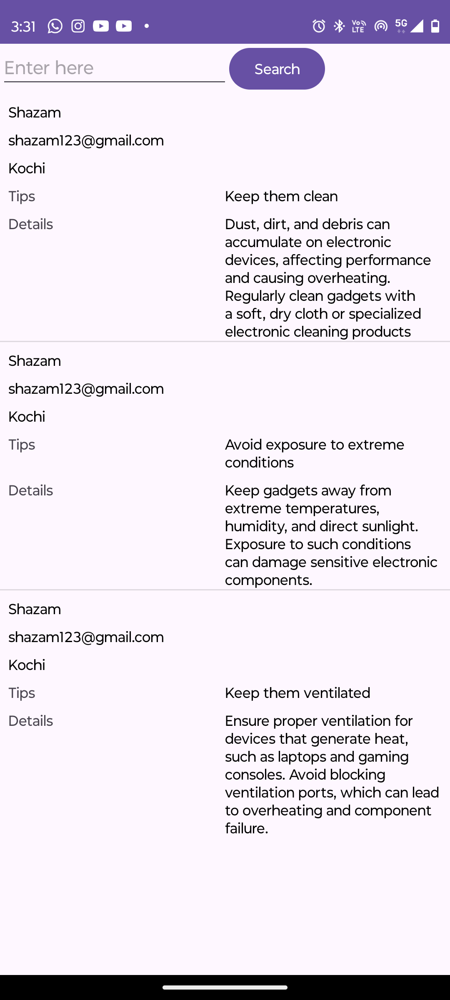 3:31
Vo LTE 5G
Enter here
Search
Shazam
shazam123@gmail.com
Kochi
Tips
Keep them clean
Details
Dust, dirt, and debris can
accumulate on electronic
devices, affecting performance
and causing overheating.
Regularly clean gadgets with
a soft, dry cloth or specialized
electronic cleaning products
Shazam
shazam123@gmail.com
Kochi
Tips
Avoid exposure to extreme
conditions
Details
Keep gadgets away from
extreme temperatures,
humidity, and direct sunlight.
Exposure to such conditions
can damage sensitive electronic
components.
Shazam
shazam123@gmail.com
Kochi
Tips
Keep them ventilated
Details
Ensure proper ventilation for
devices that generate heat,
such as laptops and gaming
consoles. Avoid blocking
ventilation ports, which can lead
to overheating and component
failure.